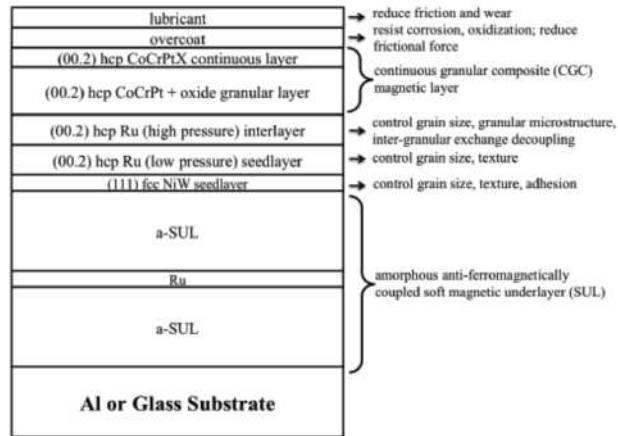 lubricant
reduce friction and wear
overcoat
resist corrosion, oxidization; reduce
frictional force
(00.2) hcp CoCrPtX continuous layer
(00.2) hcp CoCrPt + oxide granular layer
continuous granular composite (CGC)
magnetic layer
(00.2) hcp Ru (high pressure) interlayer
control grain size, granular microstructure,
inter-granular exchange decoupling
(00.2) hcp Ru (low pressure) seedlayer
control grain size, texture
(111) fcc NiW seedlayer
control grain size, texture, adhesion
a-SUL
Ru
a-SUL
amorphous anti-ferromagnetically
coupled soft magnetic underlayer (SUL)
Al or Glass Substrate